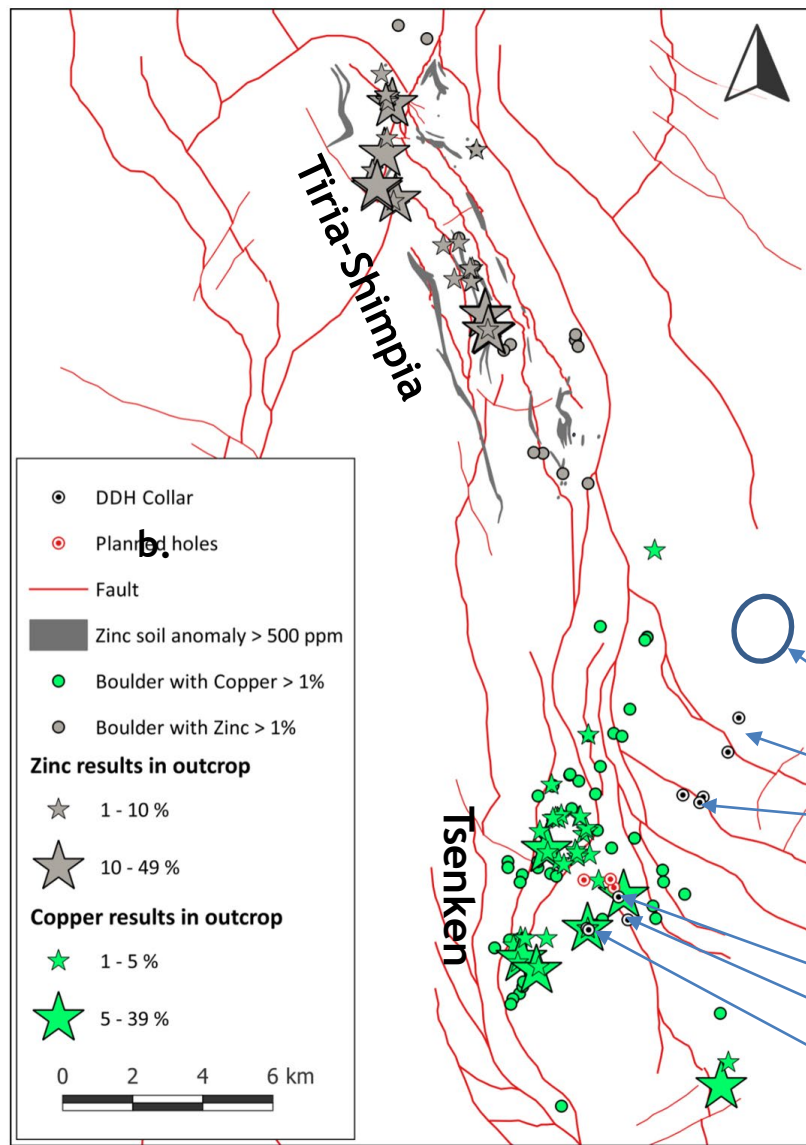 Tiria-Shimpia
DDH Collar
Planned holes
b.
Fault
Zinc soil anomaly > 500 ppm
Boulder with Copper > 1%
Boulder with Zinc > 1%
Zinc results in outcrop
1 - 10 %
10 - 49 %
Copper results in outcrop
1 - 5 %
5 - 39 %
0 2 4 6 km
Tsenken